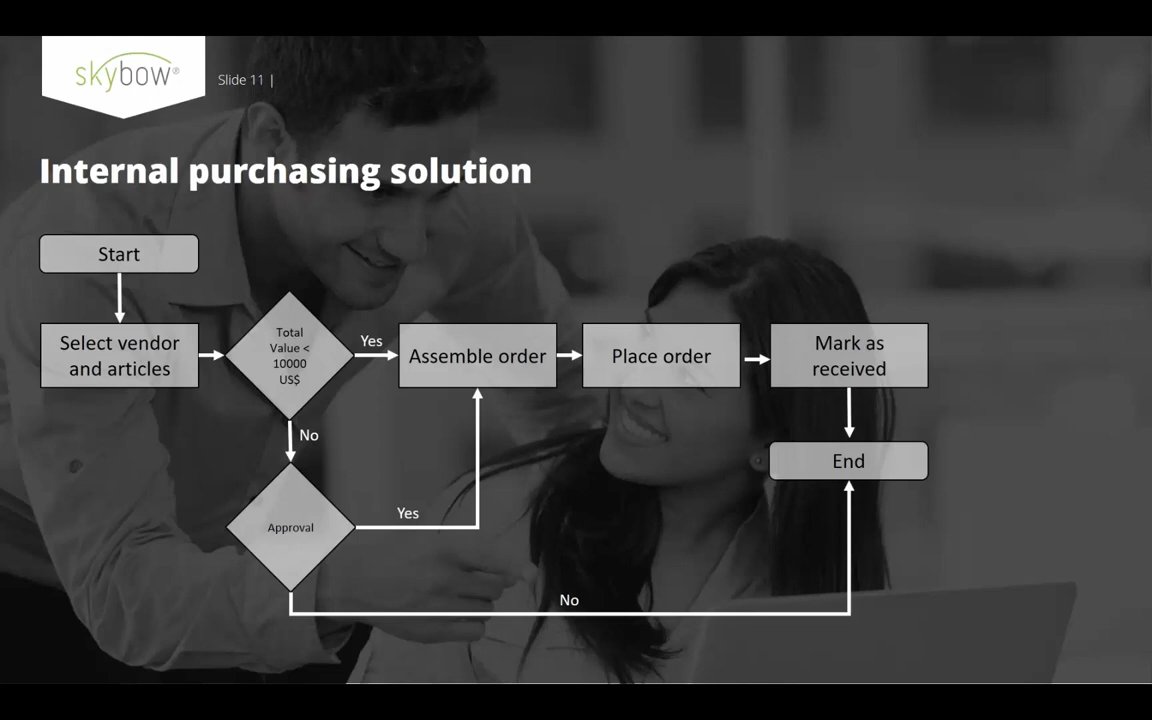 skybow®
Slide 11 |
Internal purchasing solution
Start
Select vendor
and articles
Total
Value <
10000
US$
Yes
Assemble order
Place order
Mark as
received
No
End
Approval
Yes
No